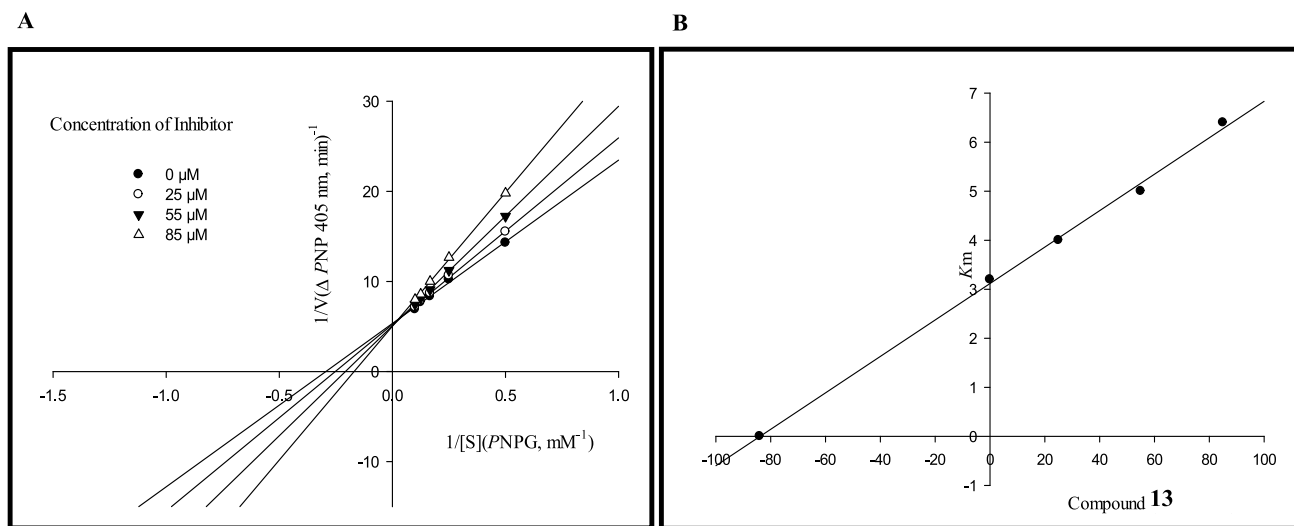 A
B
Concentration of Inhibitor
0 µM
25 µM
55 µM
85 µM
1/V(Δ PNP 405 nm, min)⁻¹
30
20
10
0
-10
-1.5
-1.0
-0.5
0.0
0.5
1.0
1/[S](PNPG, mM⁻¹)
7
6
5
4
3
2
1
0
-1
Km
-100
-80
-60
-40
-20
0
20
40
60
80
100
Compound 13